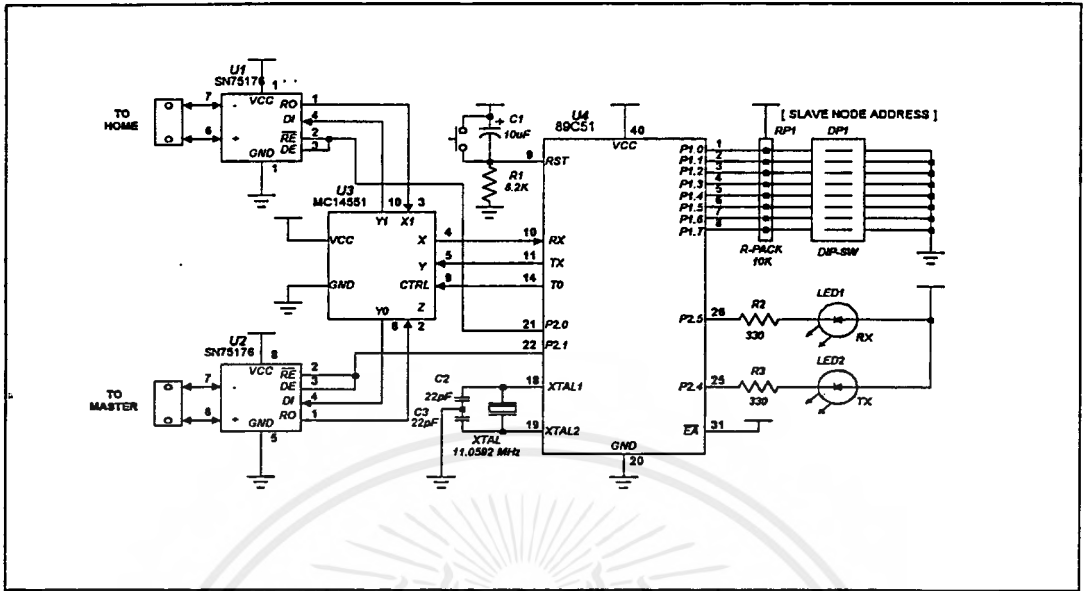 U1
SN75176
1
VCC
RO 1
DI 4
RE 2
DE 3
GND
1
7 -
6 +
TO HOME
U3
MC14551
10 3
Y1 X1
VCC
GND
X 4
Y 5
CTRL 9
Z
Y0
6 2
U2
SN75176
8
VCC
RE 2
DE 3
DI 4
RO 1
GND
5
7 -
6 +
TO MASTER
C1
10uF
R1
8.2K
U4
89C51
40
VCC
9 RST
10 RX
11 TX
14 T0
21 P2.0
22 P2.1
18 XTAL1
19 XTAL2
GND
20
C2
22pF
C3
22pF
XTAL
11.0592 MHz
P1.0 1
P1.1 2
P1.2 3
P1.3 4
P1.4 5
P1.5 6
P1.6 7
P1.7 8
P2.5 26
P2.4 25
EA 31
[ SLAVE NODE ADDRESS ]
RP1 DP1
R-PACK
10K
DIP-SW
R2
330
LED1
RX
R3
330
LED2
TX